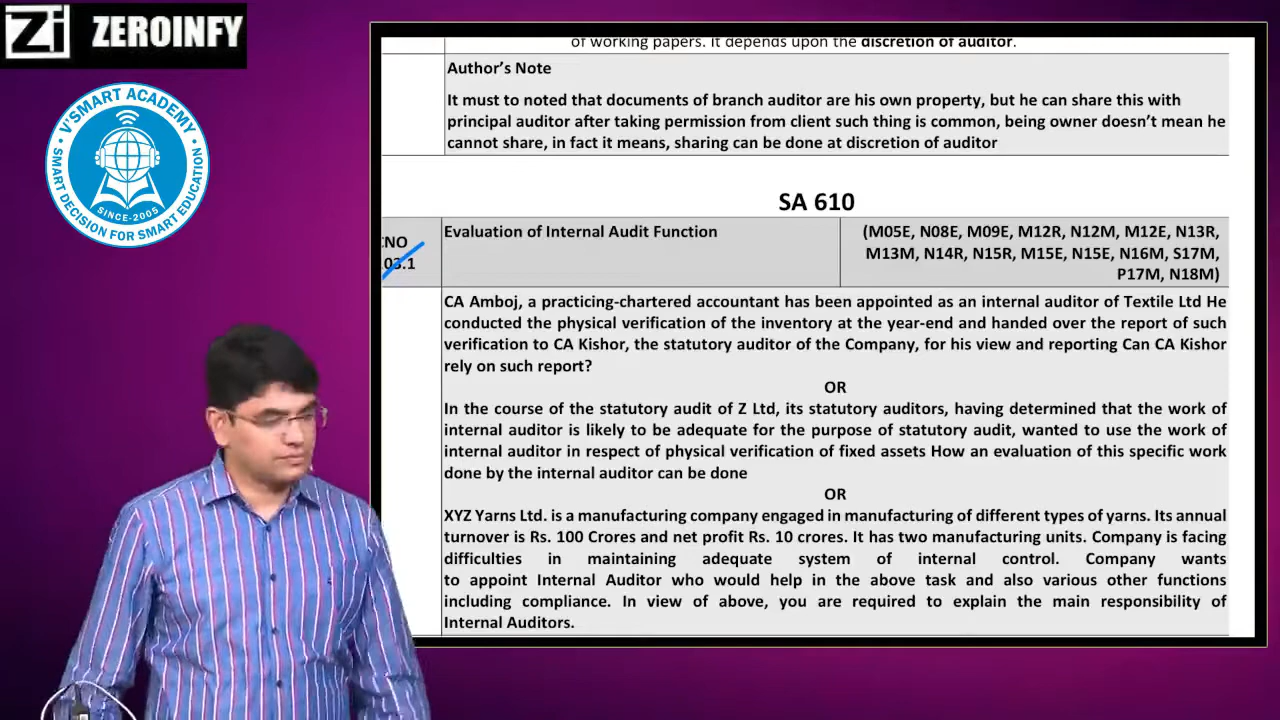 Zi ZEROINFY
V'SMART ACADEMY
SINCE-2005
SMART DECISION FOR SMART EDUCATION
of working papers. It depends upon the discretion of auditor.
Author's Note
It must to noted that documents of branch auditor are his own property, but he can share this with
principal auditor after taking permission from client such thing is common, being owner doesn't mean he
cannot share, in fact it means, sharing can be done at discretion of auditor
SA 610
Evaluation of Internal Audit Function
(M05E, N08E, M09E, M12R, N12M, M12E, N13R,
M13M, N14R, N15R, M15E, N15E, N16M, S17M,
P17M, N18M)
CA Amboj, a practicing-chartered accountant has been appointed as an internal auditor of Textile Ltd He
conducted the physical verification of the inventory at the year-end and handed over the report of such
verification to CA Kishor, the statutory auditor of the Company, for his view and reporting Can CA Kishor
rely on such report?
OR
In the course of the statutory audit of Z Ltd, its statutory auditors, having determined that the work of
internal auditor is likely to be adequate for the purpose of statutory audit, wanted to use the work of
internal auditor in respect of physical verification of fixed assets How an evaluation of this specific work
done by the internal auditor can be done
OR
XYZ Yarns Ltd. is a manufacturing company engaged in manufacturing of different types of yarns. Its annual
turnover is Rs. 100 Crores and net profit Rs. 10 crores. It has two manufacturing units. Company is facing
difficulties in maintaining adequate system of internal control. Company wants
to appoint Internal Auditor who would help in the above task and also various other functions
including compliance. In view of above, you are required to explain the main responsibility of
Internal Auditors.